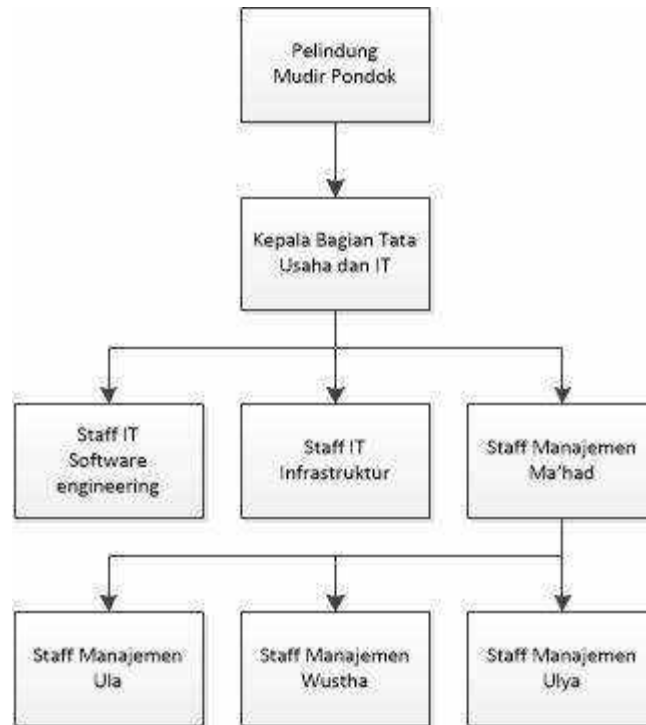 Pelindung
Mudir Pondok
Kepala Bagian Tata
Usaha dan IT
Staff IT
Software
engineering
Staff IT
Infrastruktur
Staff Manajemen
Ma'had
Staff Manajemen
Ula
Staff Manajemen
Wustha
Staff Manajemen
Ulya